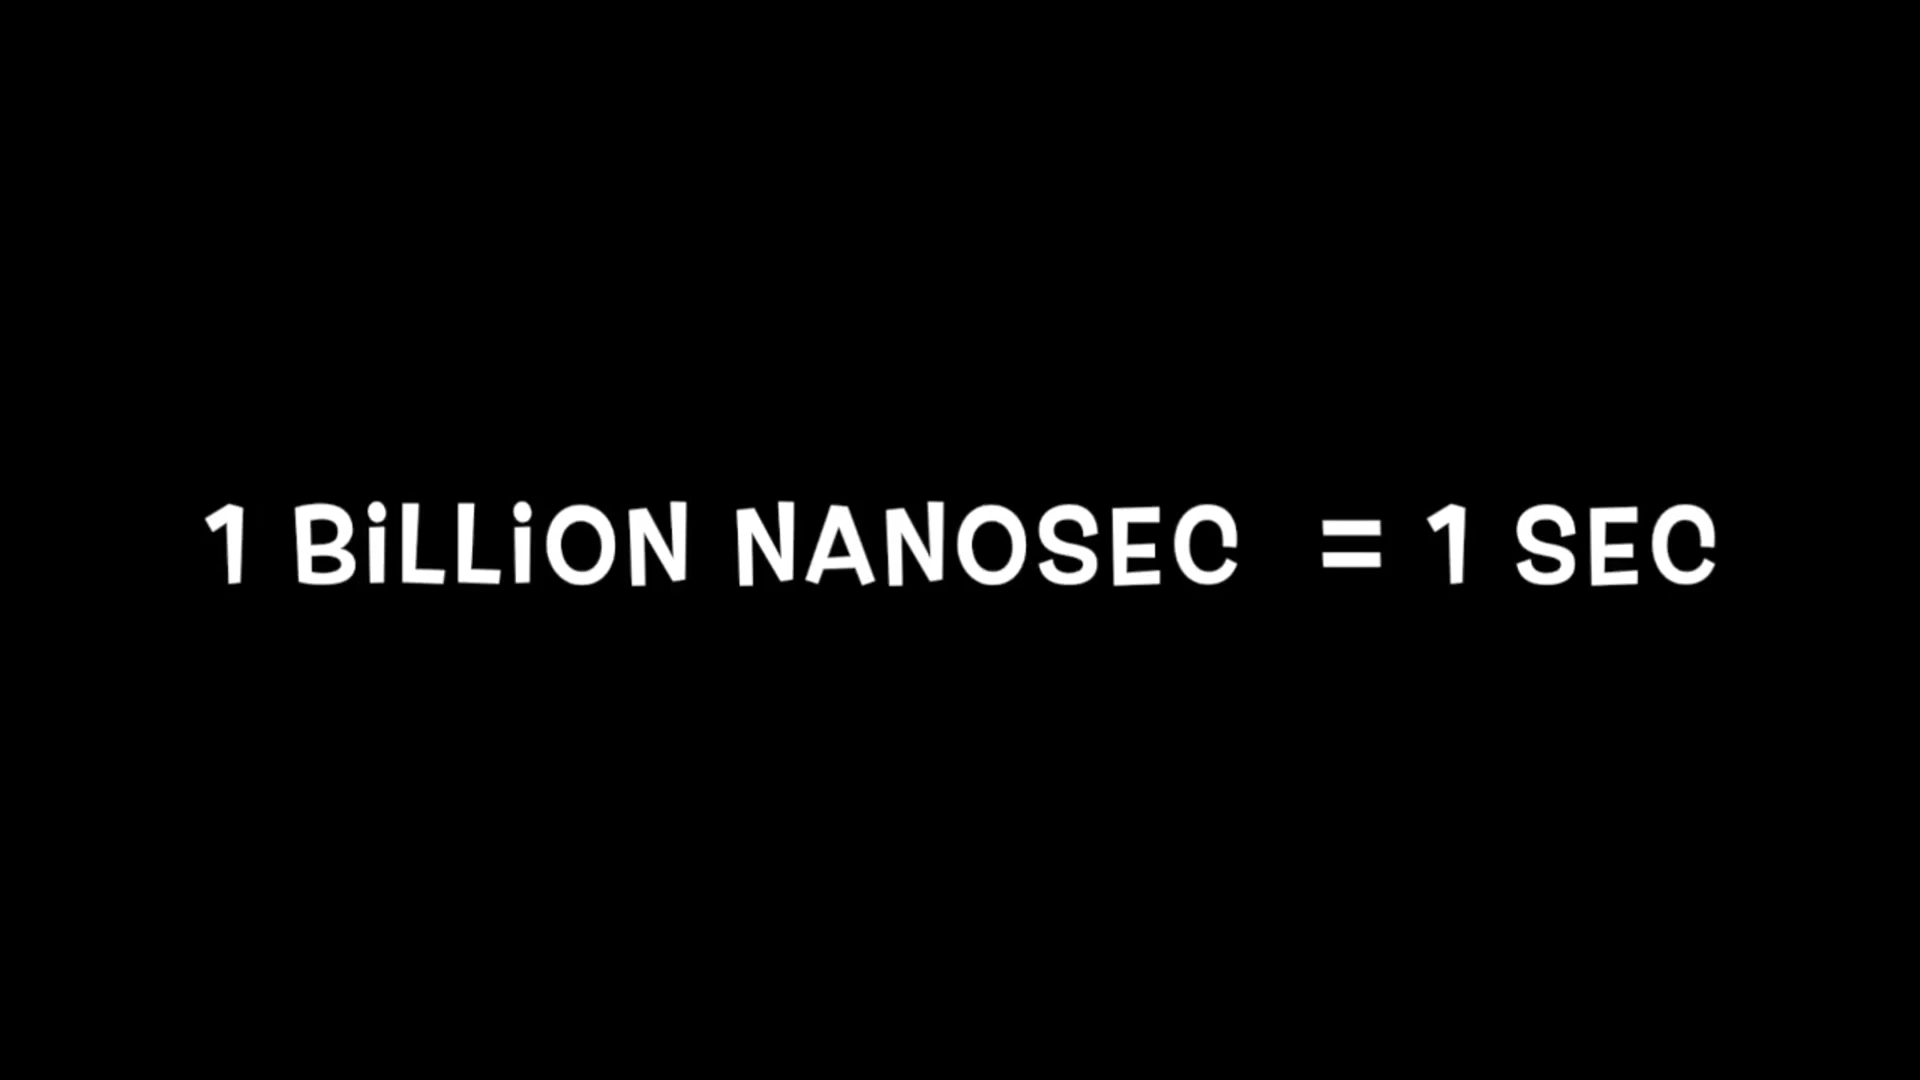 1 BiLLiON NANOSEC = 1 SEC